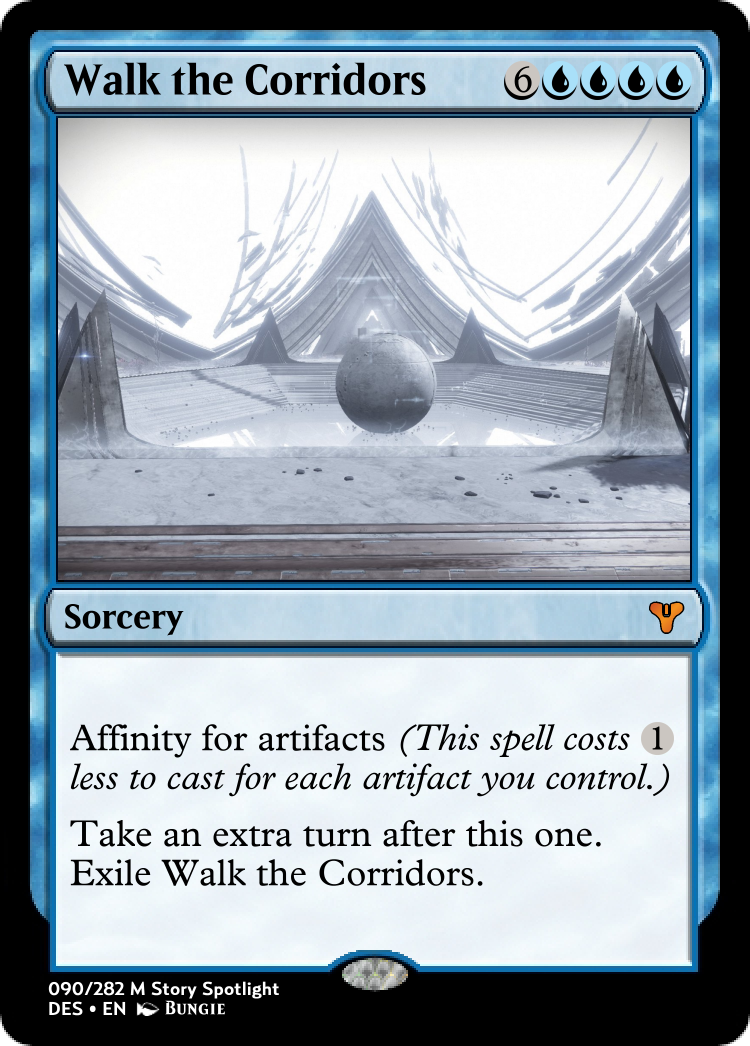 Walk the Corridors 6
Sorcery
Affinity for artifacts (This spell costs 1
less to cast for each artifact you control.)
Take an extra turn after this one.
Exile Walk the Corridors.
090/282 M Story Spotlight
DES • EN Bungie